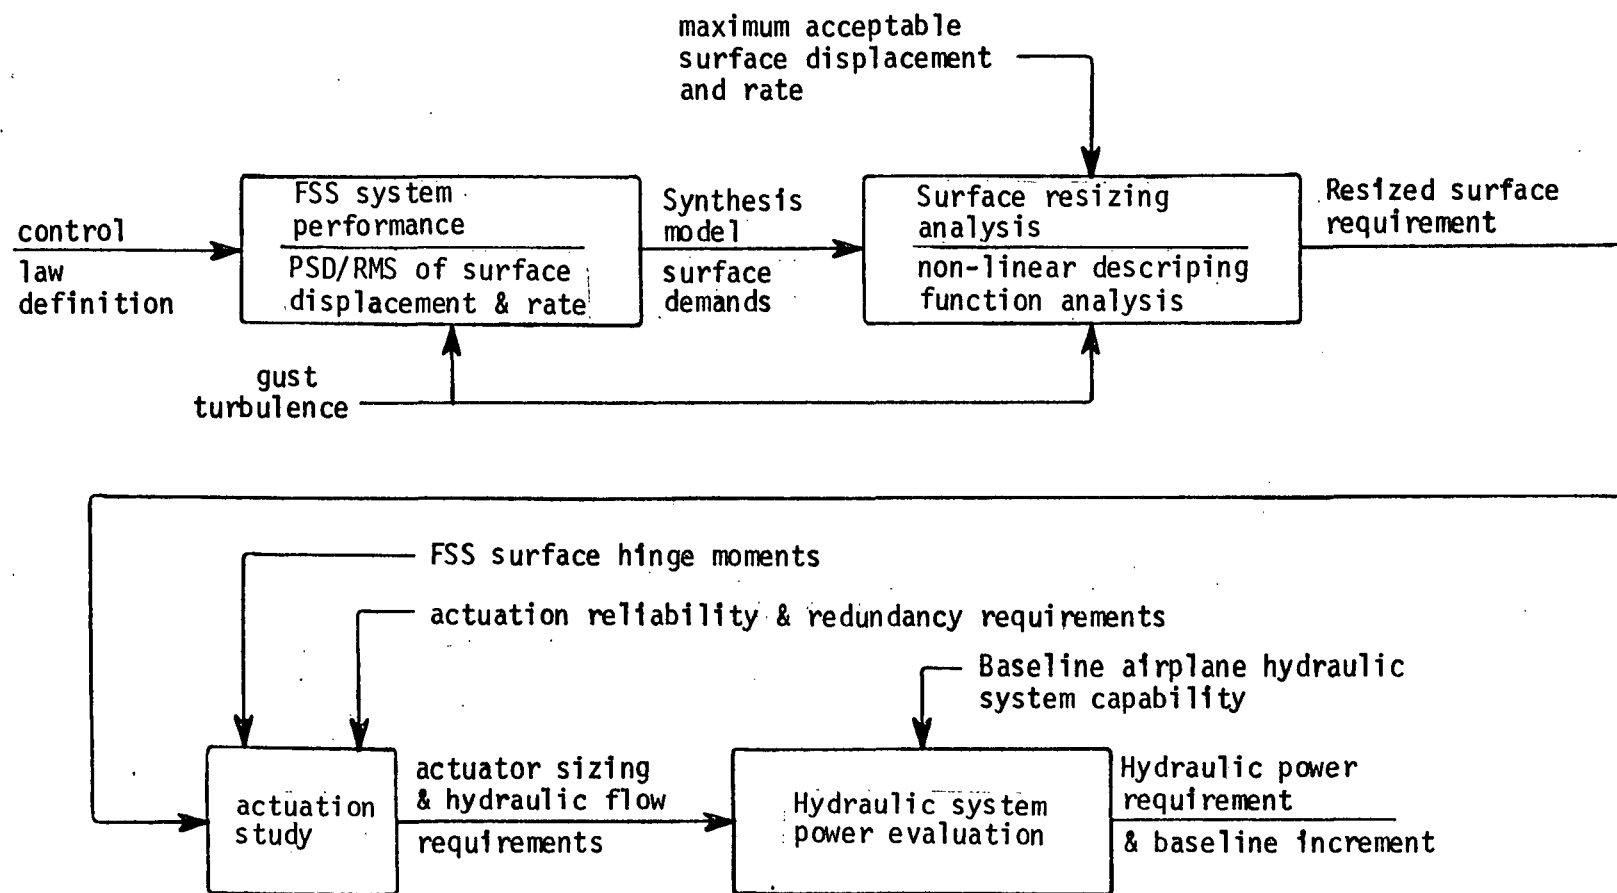 maximum acceptable
surface displacement
and rate
control
law
definition
FSS system
performance
PSD/RMS of surface
displacement & rate
Synthesis
model
surface
demands
Surface resizing
analysis
non-linear descriping
function analysis
Resized surface
requirement
gust
turbulence
FSS surface hinge moments
actuation reliability & redundancy requirements
Baseline airplane hydraulic
system capability
actuation
study
actuator sizing
& hydraulic flow
requirements
Hydraulic system
power evaluation
Hydraulic power
requirement
& baseline increment